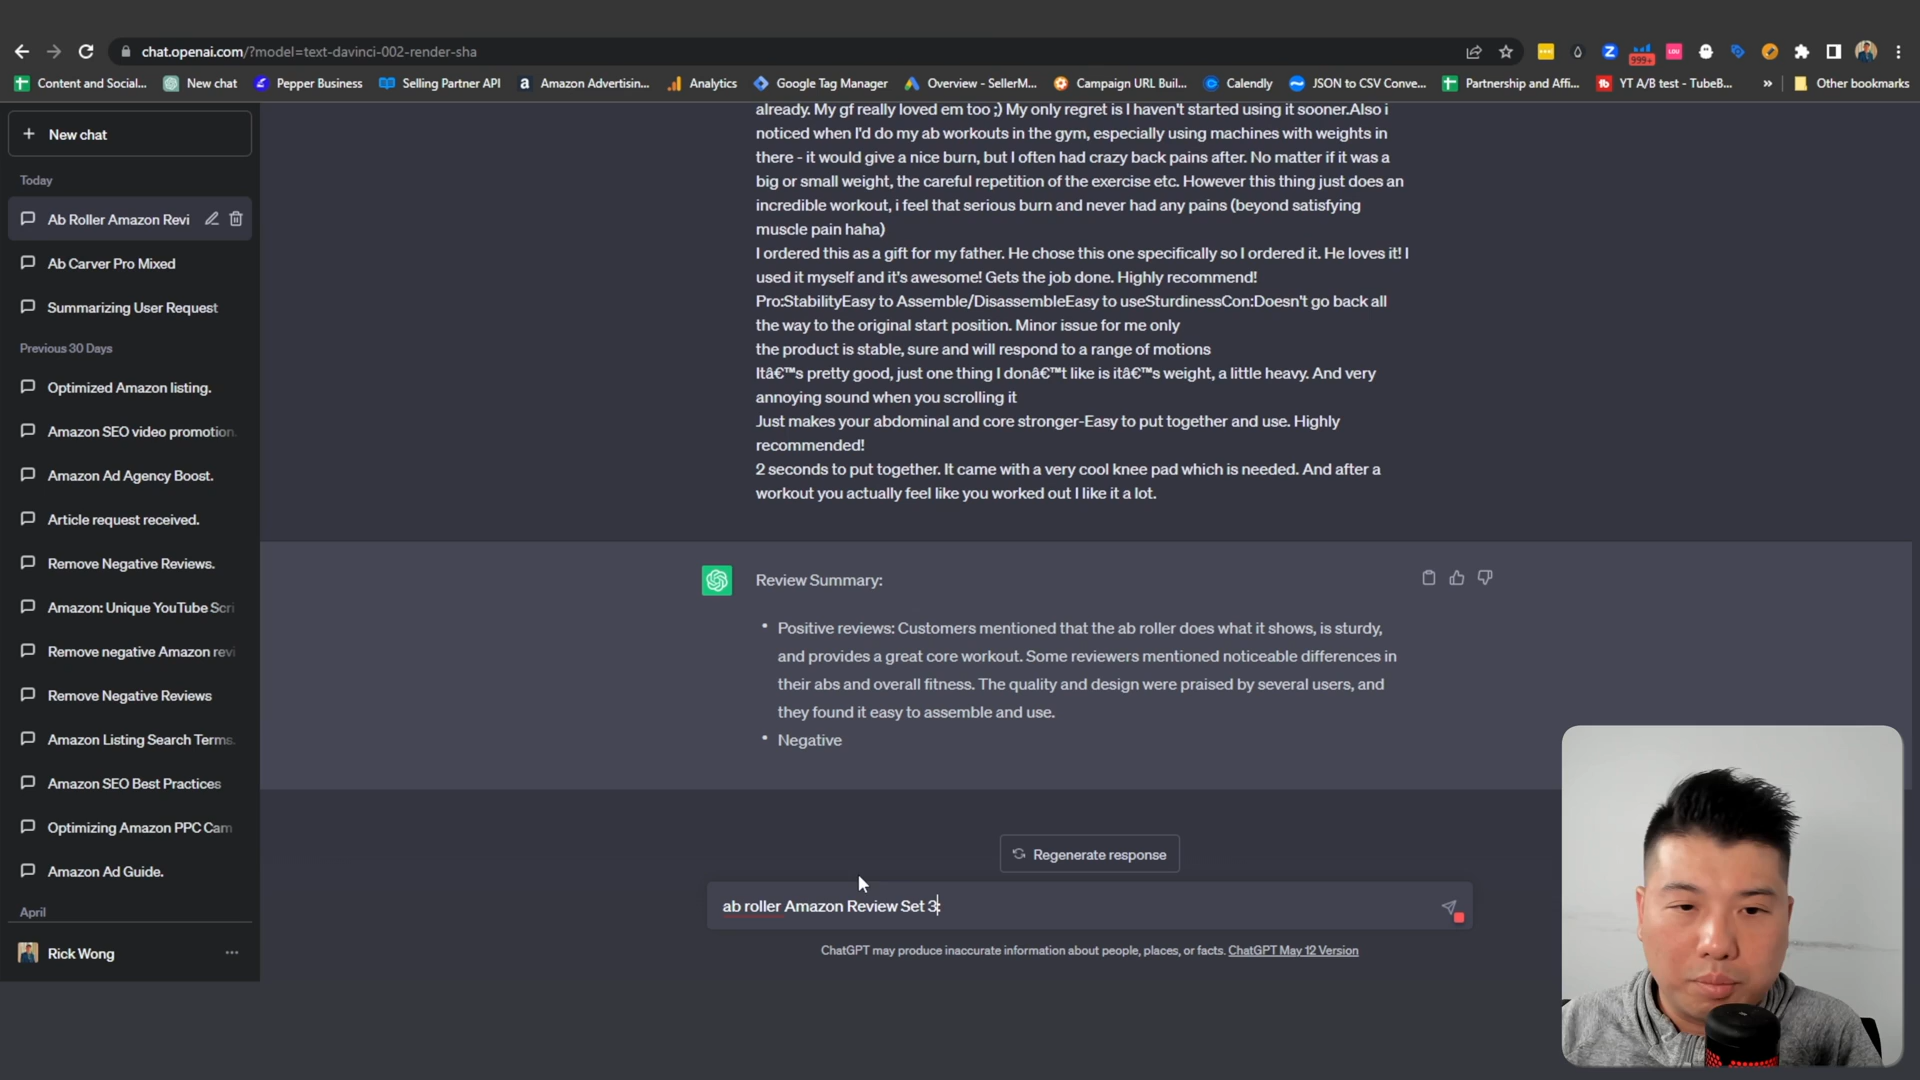 chat.openai.com/?model=text-davinci-002-render-sha
999+
LOU
Content and Social...
New chat
Pepper Business
Selling Partner API
Amazon Advertisin...
Analytics
Google Tag Manager
Overview - SellerM...
Campaign URL Buil...
Calendly
JSON to CSV Conve...
Partnership and Affi...
YT A/B test - TubeB...
»
Other bookmarks
+ New chat
Today
Ab Roller Amazon Revi
Ab Carver Pro Mixed
Summarizing User Request
Previous 30 Days
Optimized Amazon listing.
Amazon SEO video promotion.
Amazon Ad Agency Boost.
Article request received.
Remove Negative Reviews.
Amazon: Unique YouTube Scri
Remove negative Amazon revi
Remove Negative Reviews
Amazon Listing Search Terms.
Amazon SEO Best Practices
Optimizing Amazon PPC Cam
Amazon Ad Guide.
April
Rick Wong
already. My gf really loved em too ;) My only regret is I haven't started using it sooner.Also i
noticed when I'd do my ab workouts in the gym, especially using machines with weights in
there - it would give a nice burn, but I often had crazy back pains after. No matter if it was a
big or small weight, the careful repetition of the exercise etc. However this thing just does an
incredible workout, i feel that serious burn and never had any pains (beyond satisfying
muscle pain haha)
I ordered this as a gift for my father. He chose this one specifically so I ordered it. He loves it! I
used it myself and it's awesome! Gets the job done. Highly recommend!
Pro:StabilityEasy to Assemble/DisassembleEasy to useSturdinessCon:Doesn't go back all
the way to the original start position. Minor issue for me only
the product is stable, sure and will respond to a range of motions
Itâ€™s pretty good, just one thing I donâ€™t like is itâ€™s weight, a little heavy. And very
annoying sound when you scrolling it
Just makes your abdominal and core stronger-Easy to put together and use. Highly
recommended!
2 seconds to put together. It came with a very cool knee pad which is needed. And after a
workout you actually feel like you worked out I like it a lot.
Review Summary:
• Positive reviews: Customers mentioned that the ab roller does what it shows, is sturdy,
and provides a great core workout. Some reviewers mentioned noticeable differences in
their abs and overall fitness. The quality and design were praised by several users, and
they found it easy to assemble and use.
• Negative
Regenerate response
ab roller Amazon Review Set 3:
ChatGPT may produce inaccurate information about people, places, or facts. ChatGPT May 12 Version